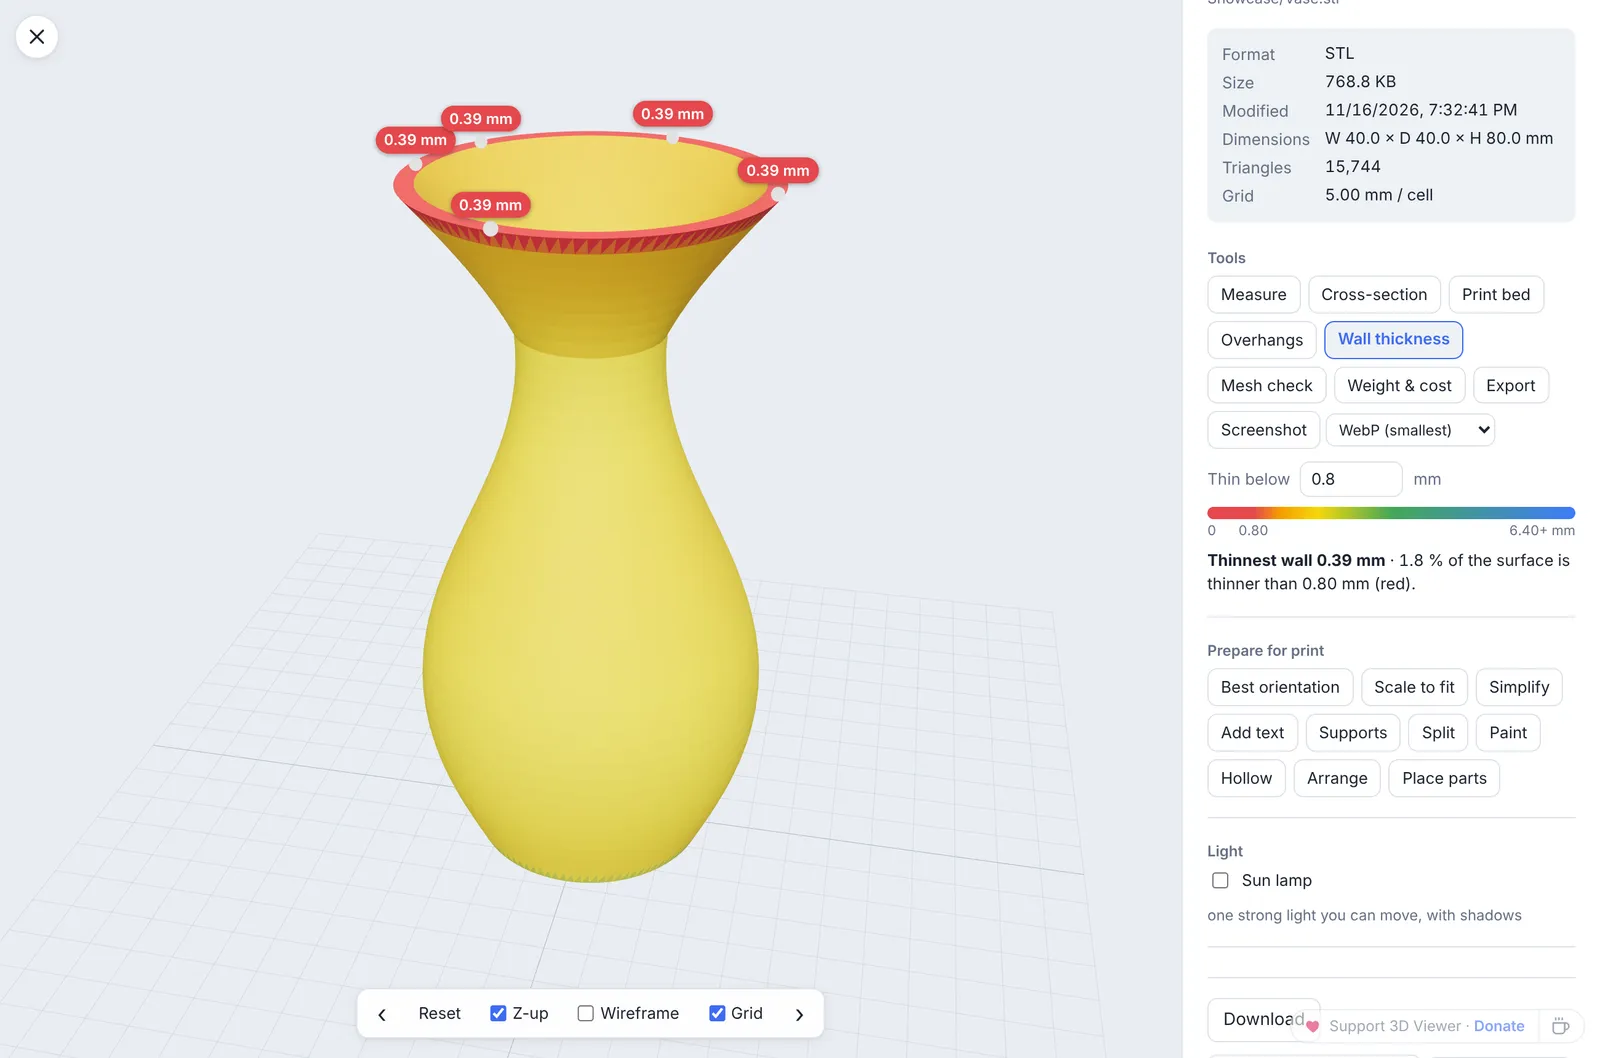 Showcase/vase.stl
Format STL
Size 768.8 KB
Modified 11/16/2026, 7:32:41 PM
Dimensions W 40.0 × D 40.0 × H 80.0 mm
Triangles 15,744
Grid 5.00 mm / cell
0.39 mm
0.39 mm
0.39 mm
0.39 mm
0.39 mm
Tools
Measure Cross-section Print bed
Overhangs Wall thickness
Mesh check Weight & cost Export
Screenshot WebP (smallest)
Thin below 0.8 mm
0 0.80 6.40+ mm
Thinnest wall 0.39 mm · 1.8 % of the surface is
thinner than 0.80 mm (red).
Prepare for print
Best orientation Scale to fit Simplify
Add text Supports Split Paint
Hollow Arrange Place parts
Light
Sun lamp
one strong light you can move, with shadows
Reset Z-up Wireframe Grid
Download
Support 3D Viewer · Donate